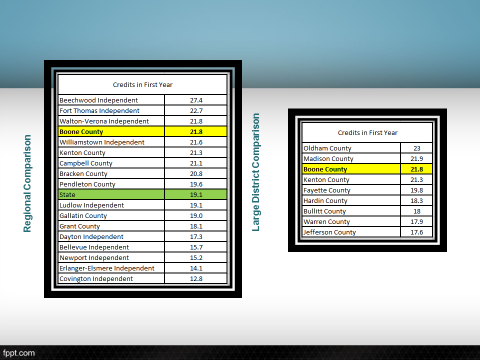 Regional Comparison
Credits in First Year
Beechwood Independent 27.4
Fort Thomas Independent 22.7
Walton-Verona Independent 21.8
Boone County 21.8
Williamstown Independent 21.6
Kenton County 21.3
Campbell County 21.1
Bracken County 20.8
Pendleton County 19.6
State 19.1
Ludlow Independent 19.1
Gallatin County 19.0
Grant County 18.1
Dayton Independent 17.3
Bellevue Independent 15.7
Newport Independent 15.2
Erlanger-Elsmere Independent 14.1
Covington Independent 12.8
Large District Comparison
Credits in First Year
Oldham County 23
Madison County 21.9
Boone County 21.8
Kenton County 21.3
Fayette County 19.8
Hardin County 18.3
Bullitt County 18
Warren County 17.9
Jefferson County 17.6
fppt.com